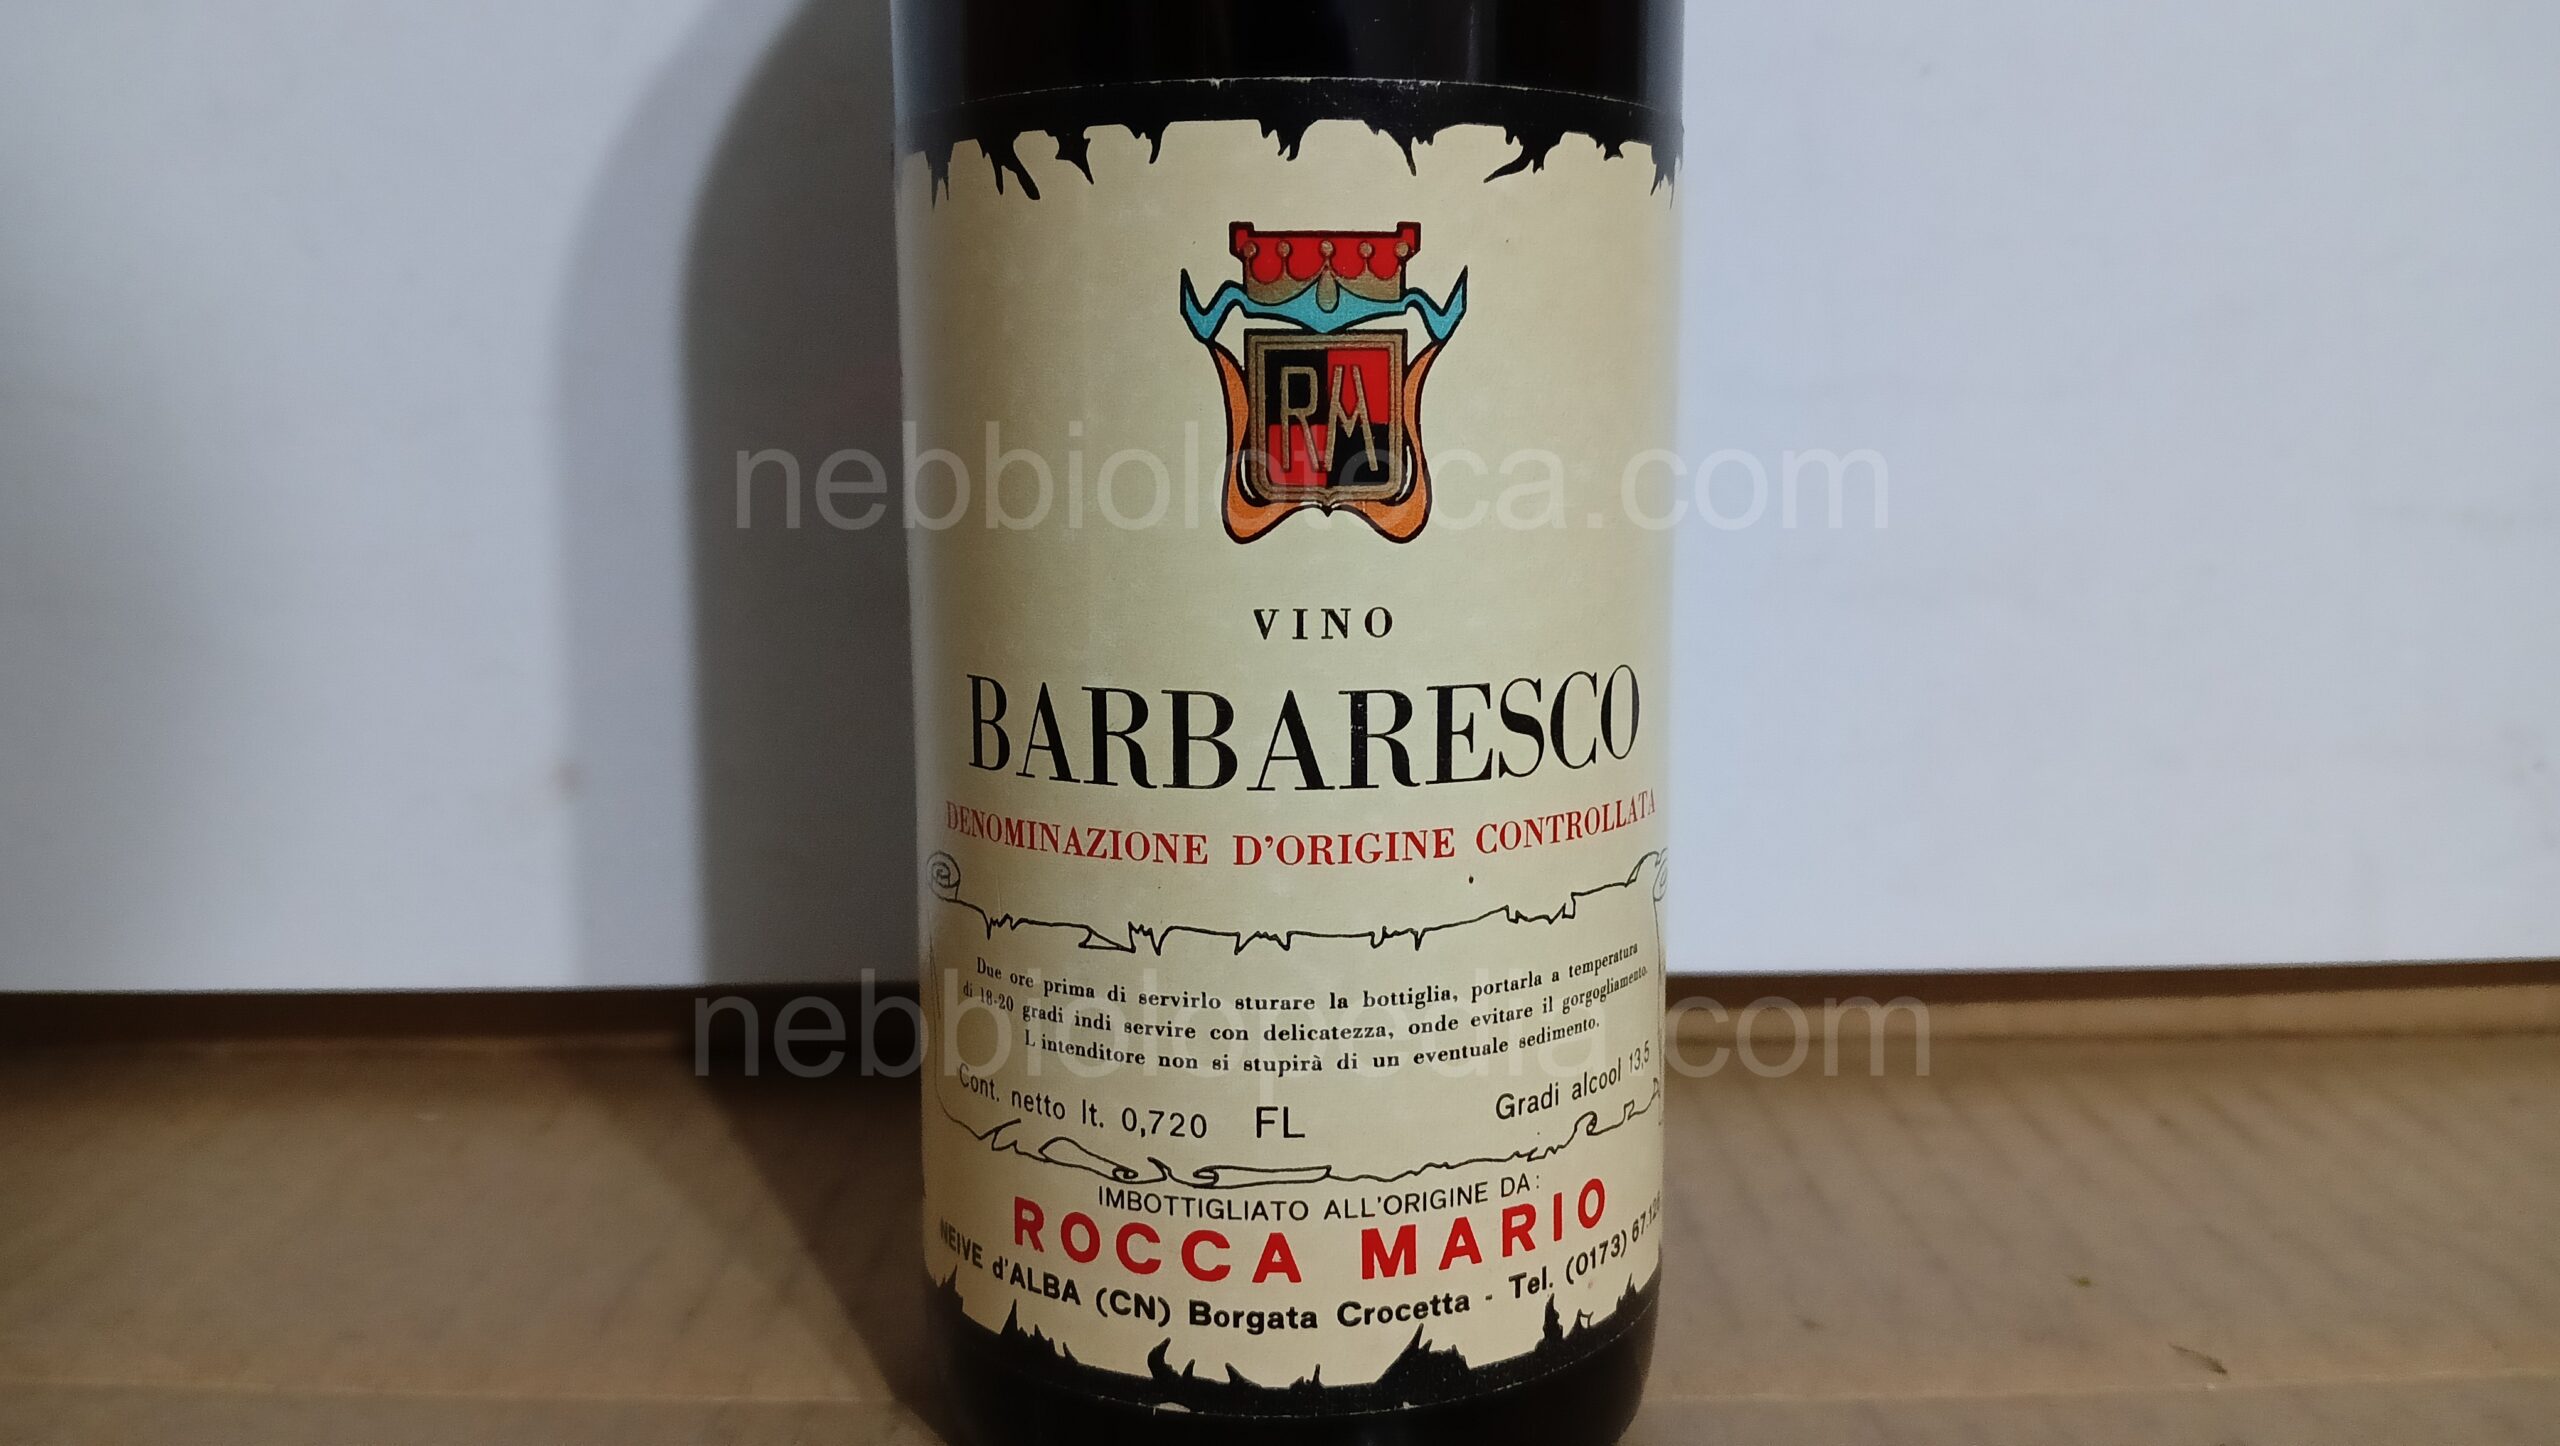 RM
nebbioloteca.com
VINO
BARBARESCO
DENOMINAZIONE D'ORIGINE CONTROLLATA
Due ore prima di servirlo sturare la bottiglia, portarla a temperatura
di 18-20 gradi indi servire con delicatezza, onde evitare il gorgogliamento.
L intenditore non si stupirà di un eventuale sedimento.
nebbiolopedia.com
Cont. netto lt. 0,720 FL Gradi alcool 13,5
IMBOTTIGLIATO ALL'ORIGINE DA:
ROCCA MARIO
NEIVE d'ALBA (CN) Borgata Crocetta - Tel. (0173)